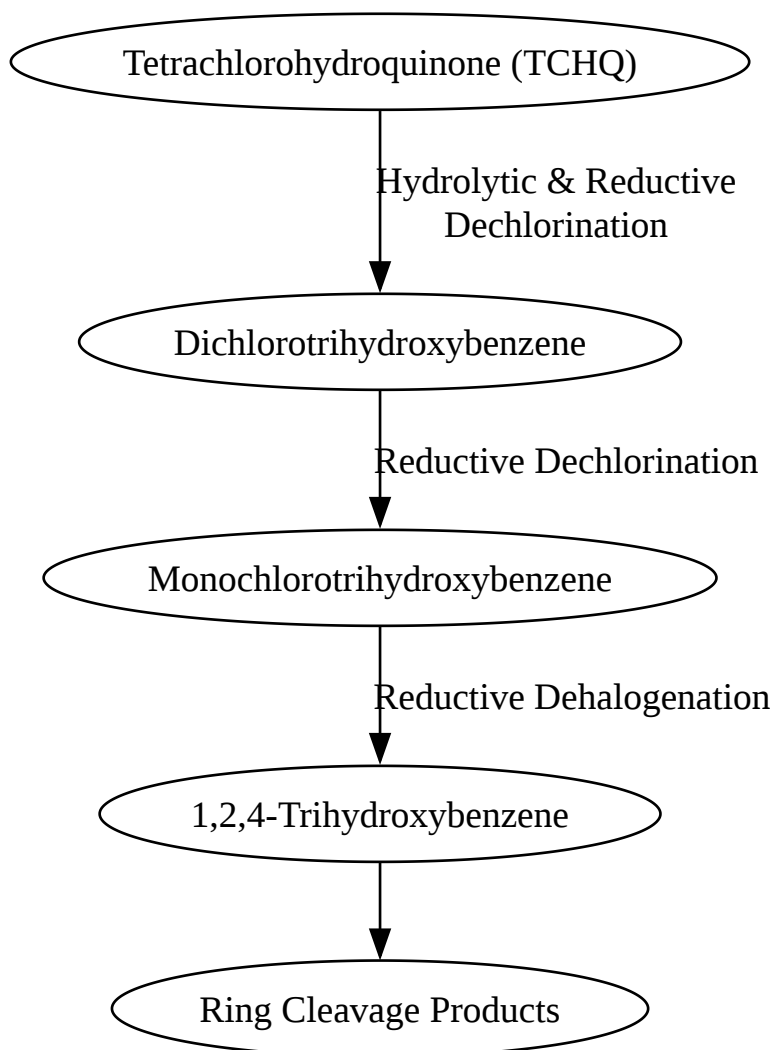 Tetrachlorohydroquinone (TCHQ)
Hydrolytic & Reductive
Dechlorination
Dichlorotrihydroxybenzene
Reductive Dechlorination
Monochlorotrihydroxybenzene
Reductive Dehalogenation
1,2,4-Trihydroxybenzene
Ring Cleavage Products